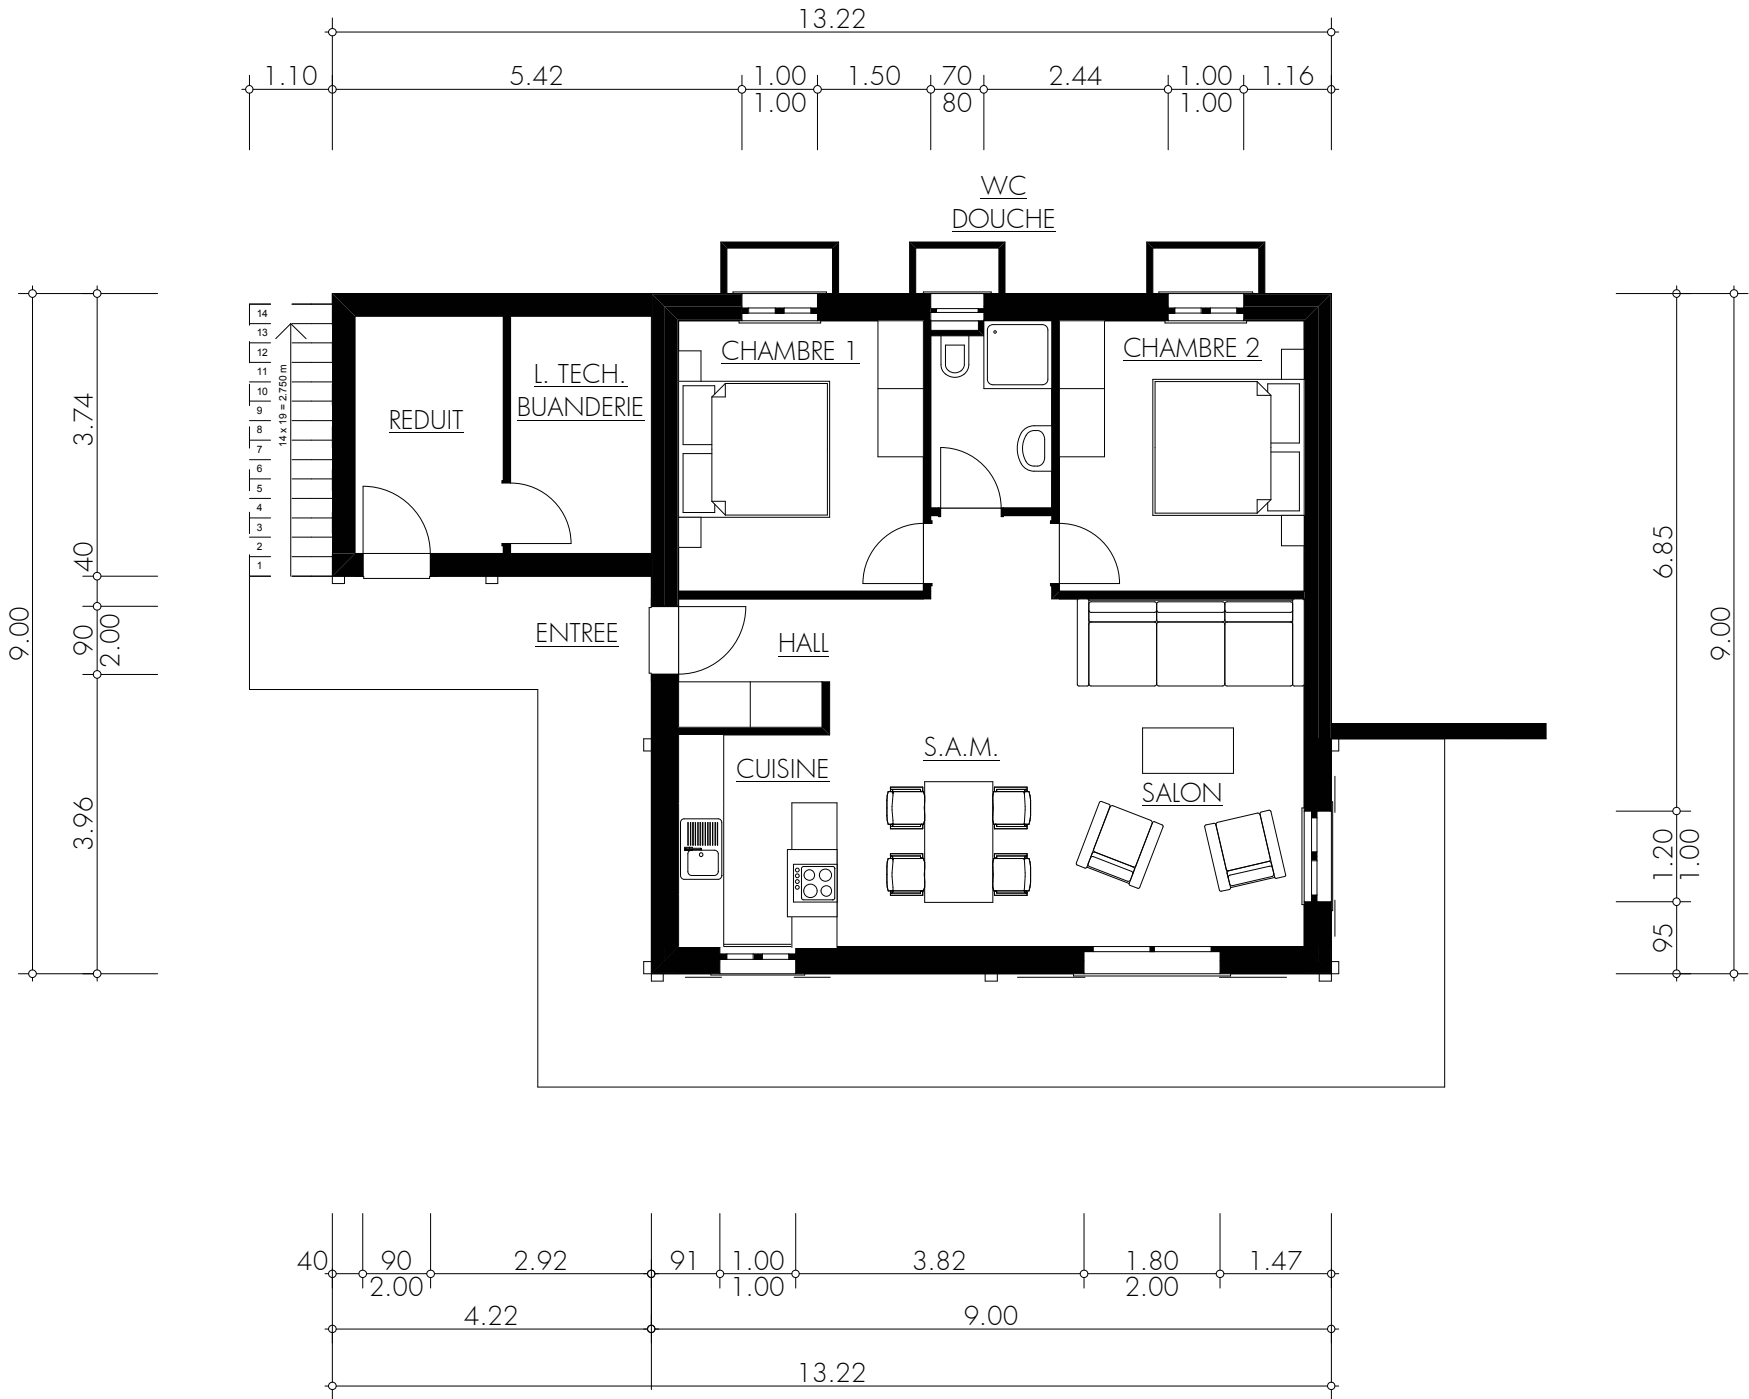 13.22
1.10 5.42 1.00 1.50 70 2.44 1.00 1.16
1.00 80 1.00
WC
DOUCHE
14
13
12
11
10
9
8
7
6
5
4
3
2
1
14 x 19 = 2.750 m
REDUIT
L. TECH.
BUANDERIE
CHAMBRE 1
CHAMBRE 2
ENTREE
HALL
CUISINE
S.A.M.
SALON
9.00
3.74
40
90
2.00
3.96
6.85
1.20
1.00
95
9.00
40 90 2.92 91 1.00 3.82 1.80 1.47
2.00 1.00 2.00
4.22 9.00
13.22